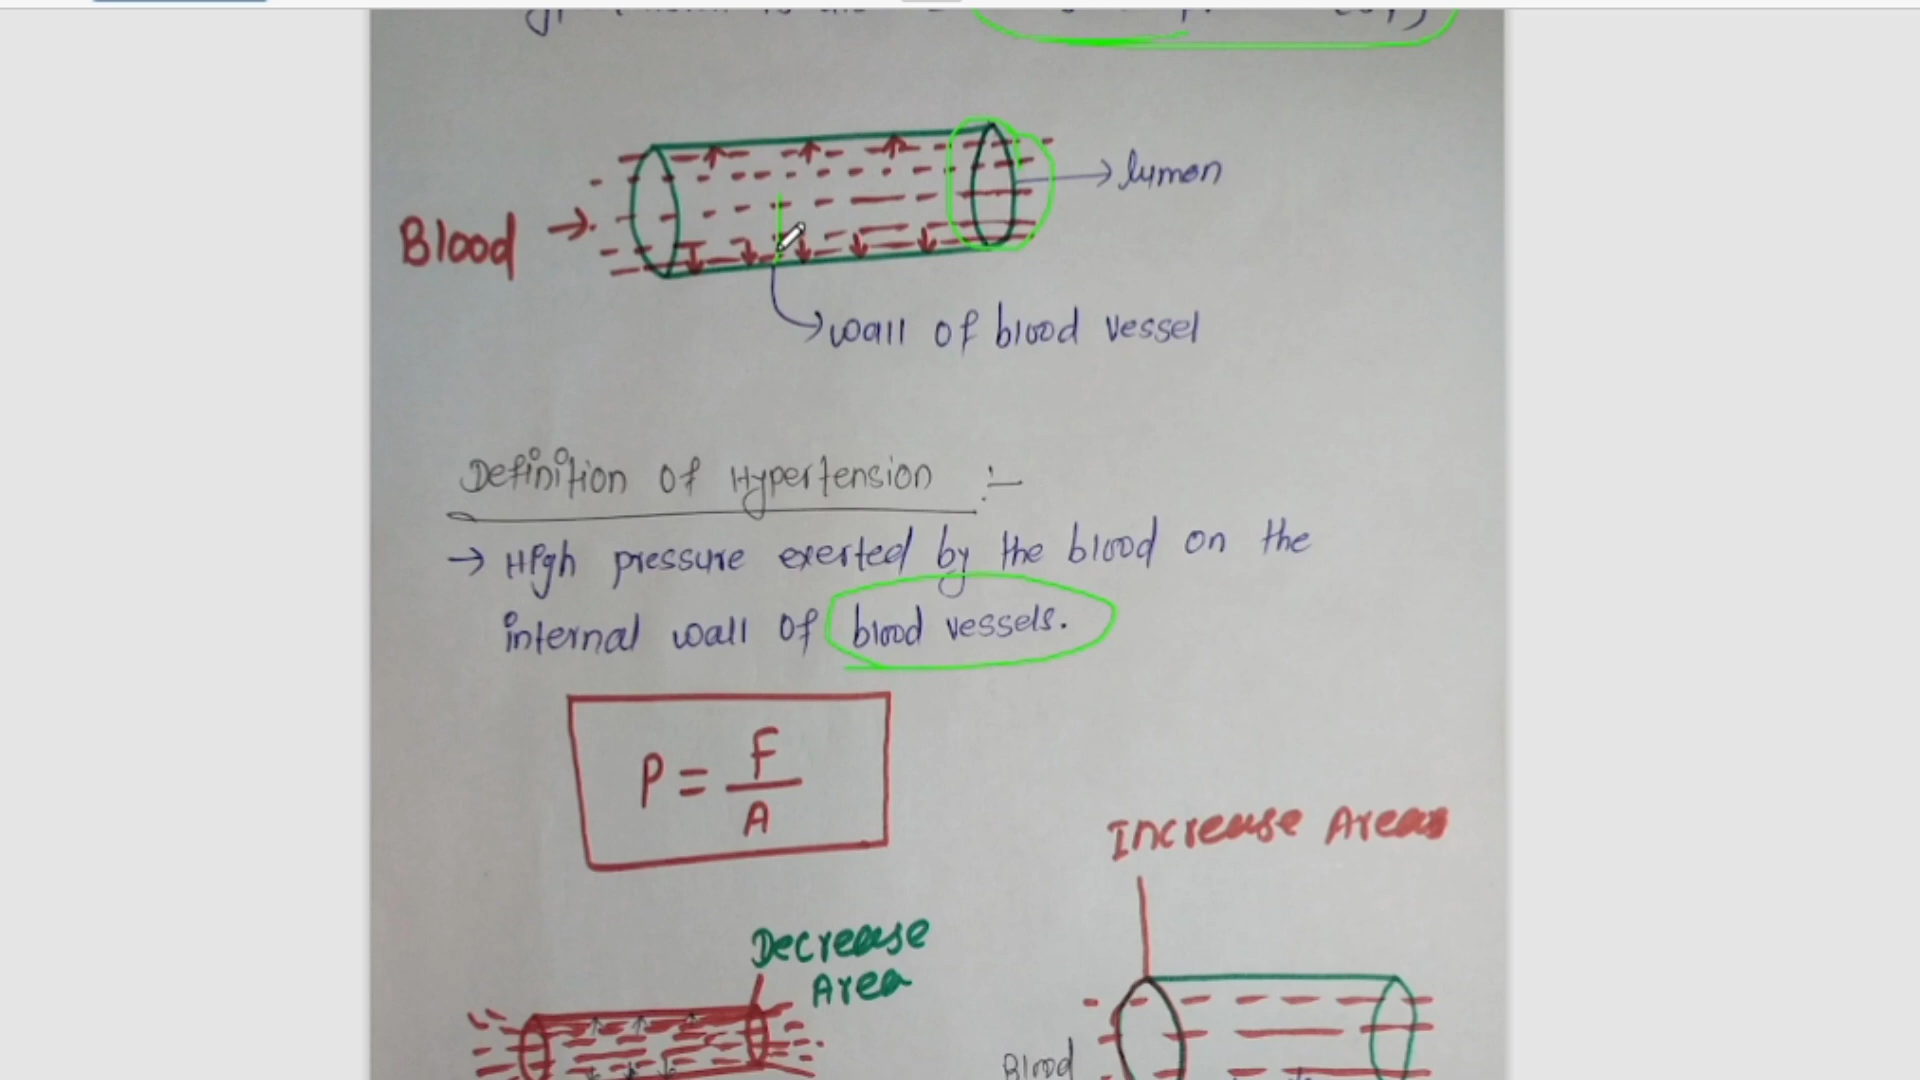 Blood
lumen
wall of blood vessel
Definition of Hypertension :-
→ High pressure exerted by the blood on the
internal wall of blood vessels.
P = F/A
Increase Area
Decrease
Area
Blood